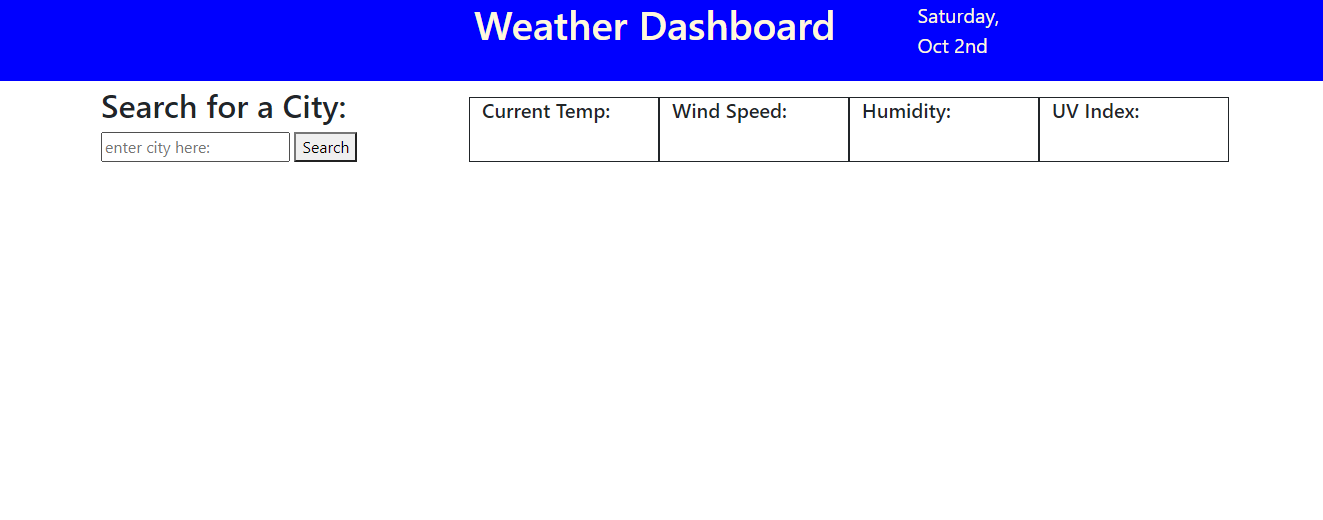 Weather Dashboard
Saturday,
Oct 2nd
Search for a City:
enter city here:
Search
Current Temp:
Wind Speed:
Humidity:
UV Index: